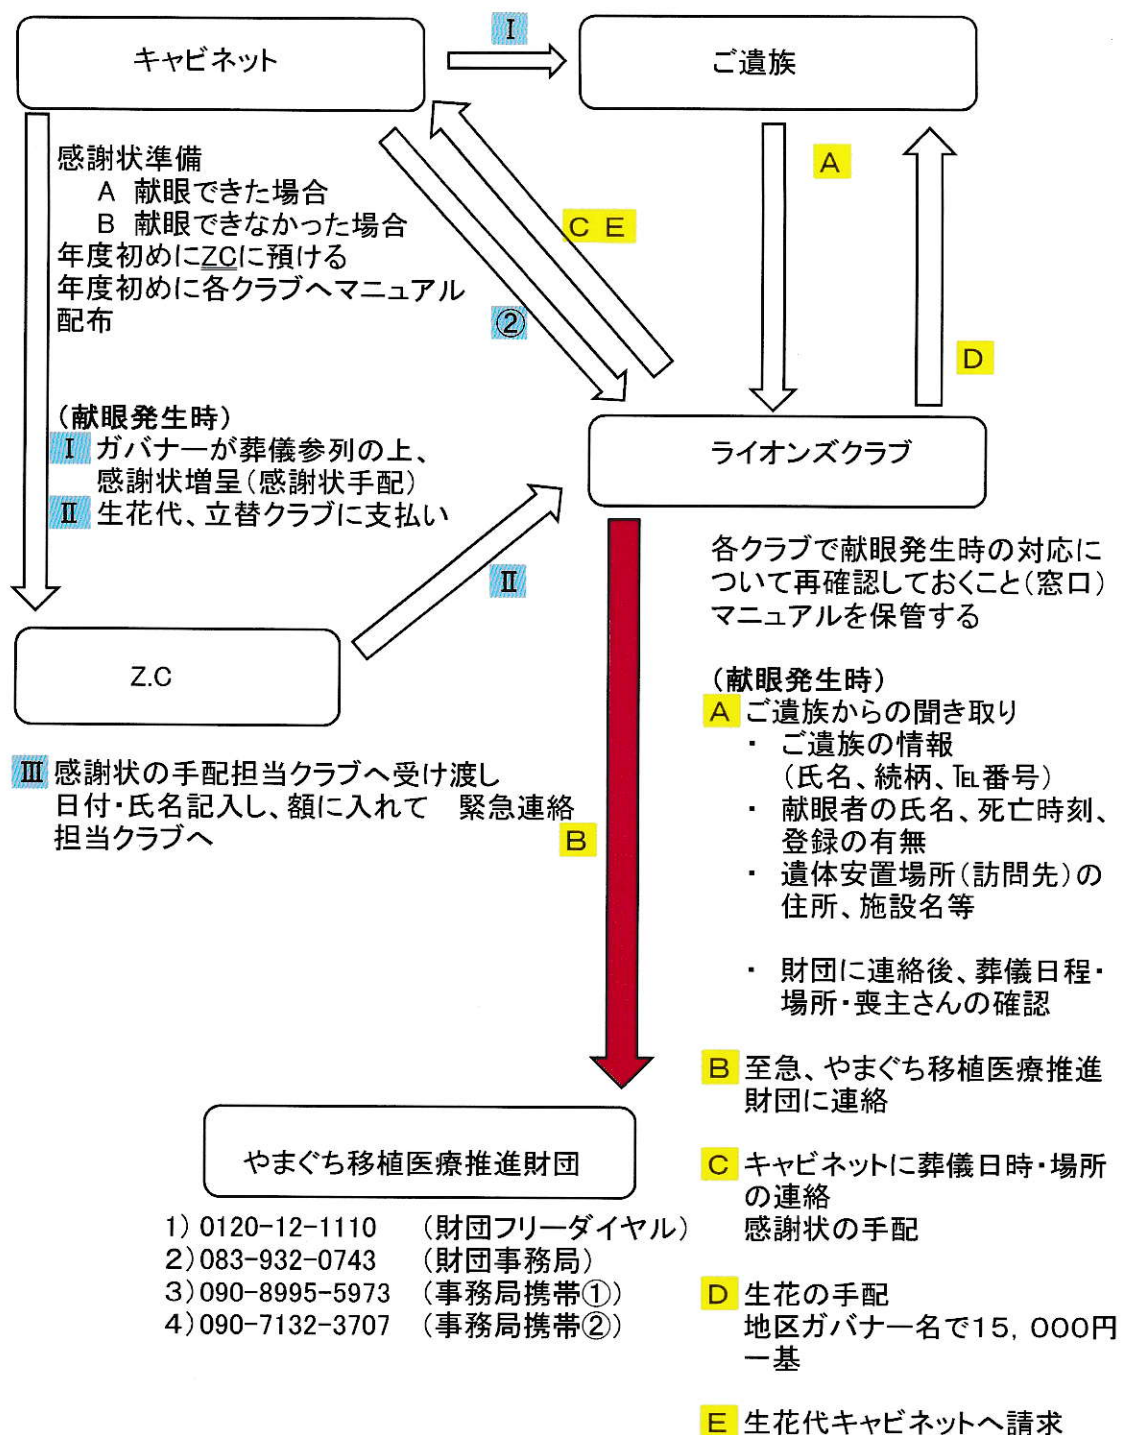 キャビネット
Ⅰ
ご遺族
感謝状準備
A 献眼できた場合
B 献眼できなかった場合
年度初めにZCに預ける
年度初めに各クラブへマニュアル
配布
A
C E
②
D
(献眼発生時)
Ⅰ ガバナーが葬儀参列の上、
感謝状増呈(感謝状手配)
Ⅱ 生花代、立替クラブに支払い
ライオンズクラブ
Ⅱ
各クラブで献眼発生時の対応に
ついて再確認しておくこと(窓口)
マニュアルを保管する
Z.C
Ⅲ 感謝状の手配担当クラブへ受け渡し
日付・氏名記入し、額に入れて 緊急連絡
担当クラブへ
B
(献眼発生時)
A ご遺族からの聞き取り
・ ご遺族の情報
(氏名、続柄、℡番号)
・ 献眼者の氏名、死亡時刻、
登録の有無
・ 遺体安置場所(訪問先)の
住所、施設名等
・ 財団に連絡後、葬儀日程・
場所・喪主さんの確認
B 至急、やまぐち移植医療推進
財団に連絡
C キャビネットに葬儀日時・場所
の連絡
感謝状の手配
D 生花の手配
地区ガバナー名で15,000円
一基
E 生花代キャビネットへ請求
やまぐち移植医療推進財団
1)0120-12-1110 (財団フリーダイヤル)
2)083-932-0743 (財団事務局)
3)090-8995-5973 (事務局携帯①)
4)090-7132-3707 (事務局携帯②)